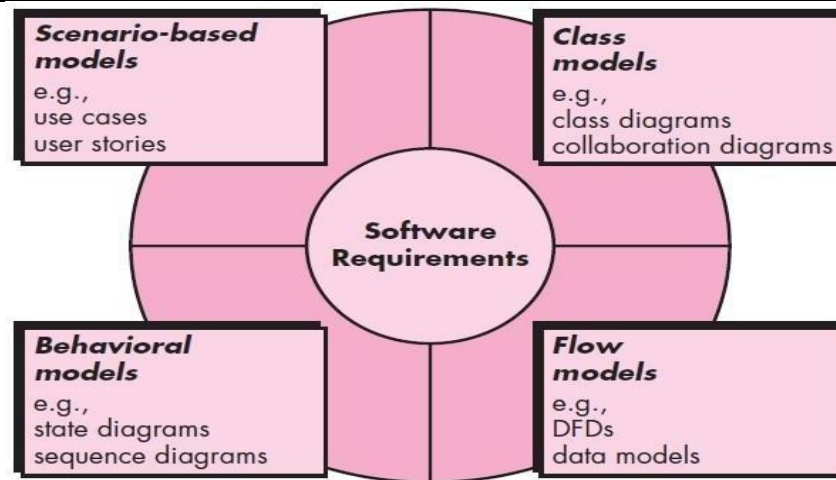 Scenario-based
models
e.g.,
use cases
user stories
Class
models
e.g.,
class diagrams
collaboration diagrams
Software
Requirements
Behavioral
models
e.g.,
state diagrams
sequence diagrams
Flow
models
e.g.,
DFDs
data models